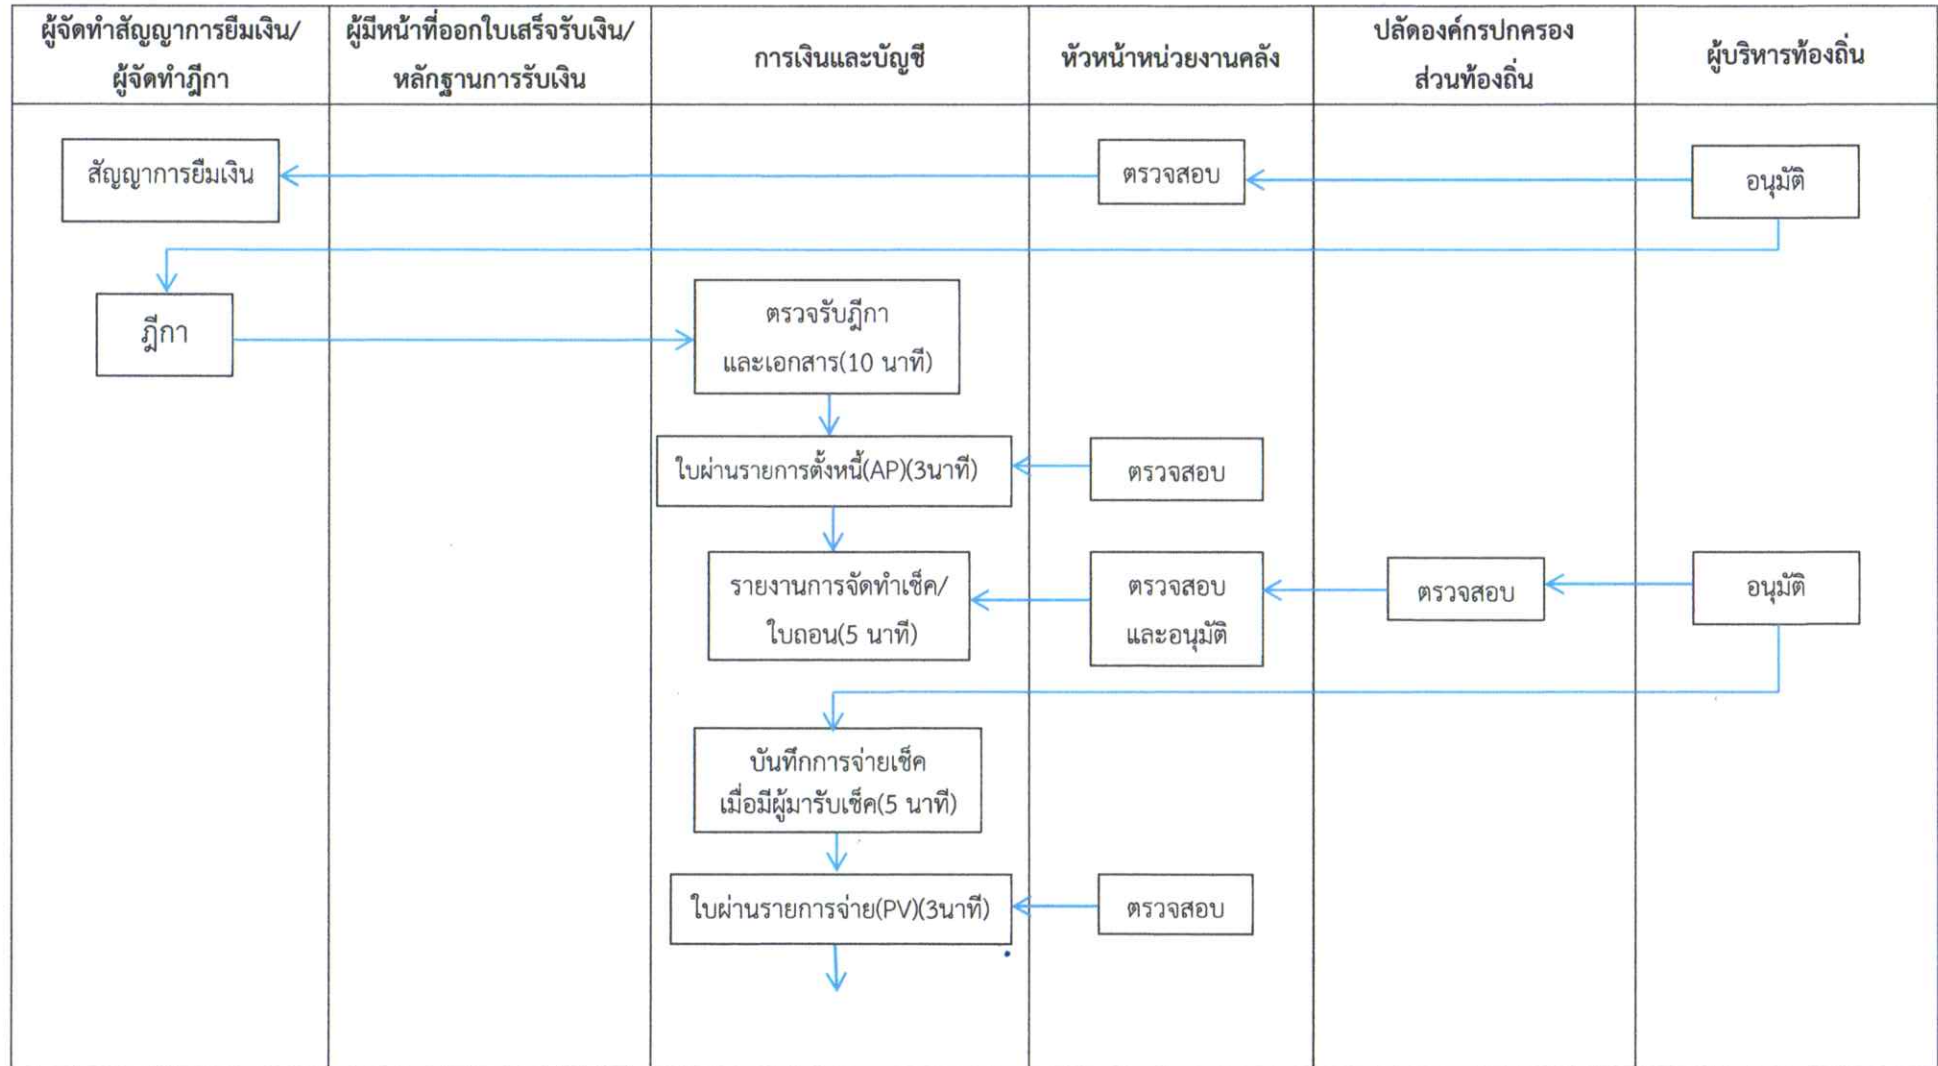 ผู้จัดทำสัญญาการยืมเงิน/
ผู้จัดทำฎีกา
ผู้มีหน้าที่ออกใบเสร็จรับเงิน/
หลักฐานการรับเงิน
การเงินและบัญชี
หัวหน้าหน่วยงานคลัง
ปลัดองค์กรปกครอง
ส่วนท้องถิ่น
ผู้บริหารท้องถิ่น
สัญญาการยืมเงิน
ตรวจสอบ
อนุมัติ
ฎีกา
ตรวจรับฎีกา
และเอกสาร(10 นาที)
ใบผ่านรายการตั้งหนี้(AP)(3นาที)
ตรวจสอบ
รายงานการจัดทำเช็ค/
ใบถอน(5 นาที)
ตรวจสอบ
และอนุมัติ
ตรวจสอบ
อนุมัติ
บันทึกการจ่ายเช็ค
เมื่อมีผู้มารับเช็ค(5 นาที)
ใบผ่านรายการจ่าย(PV)(3นาที)
ตรวจสอบ